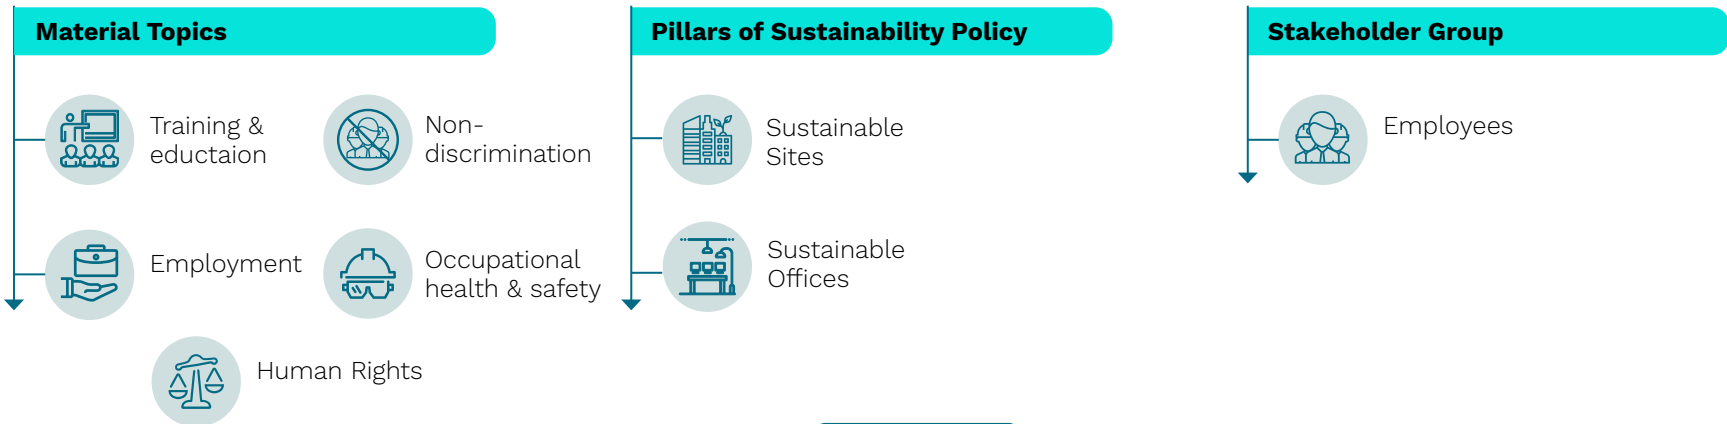 Material Topics
Training &
eductaion
Non-
discrimination
Employment
Occupational
health & safety
Human Rights
Pillars of Sustainability Policy
Sustainable
Sites
Sustainable
Offices
Stakeholder Group
Employees